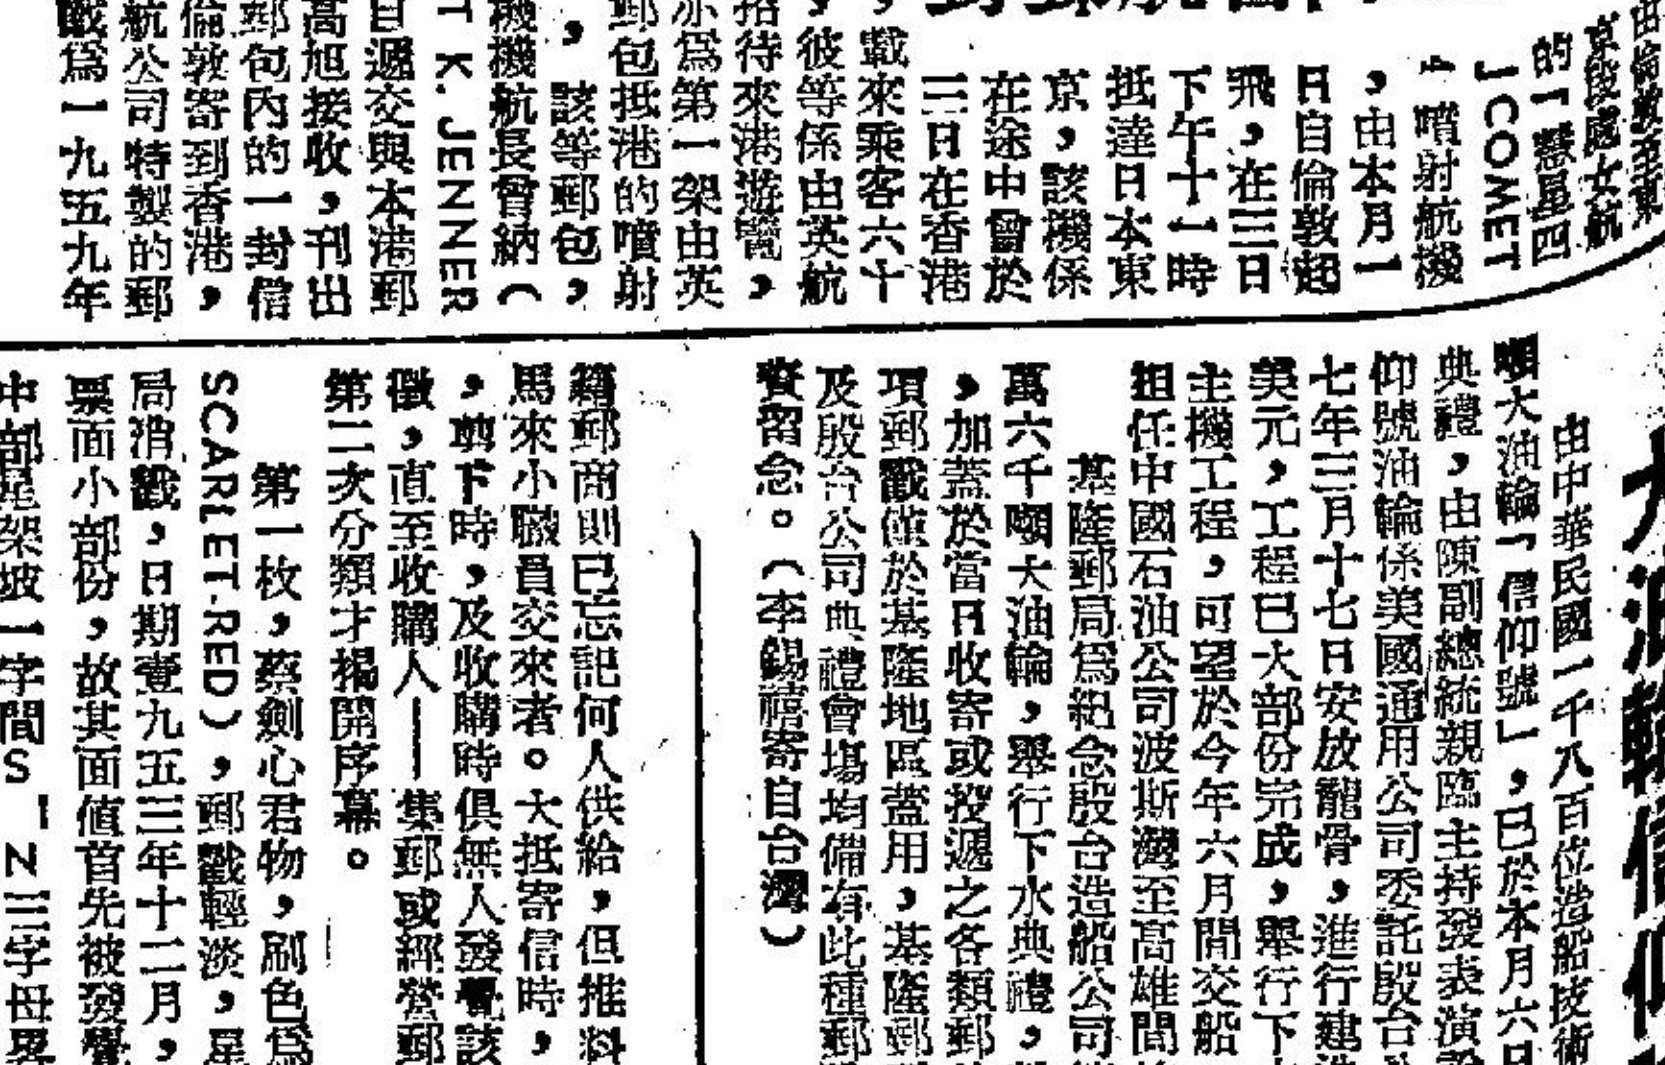 由倫敦至東
京段處女航
的「慧星四
」COMET
4噴射航機
，由本月一
日自倫敦起
飛，在三日
下午十一時
抵達日本東
京，該機係
在途中曾於
二日在香港
，載來乘客六十
彼等係由英航
招待來港遊覽，
亦為第一架由英
郵包抵港的噴射
，該等郵包，
機機航長曾納（
T K. JENNER
自遞交與本港郵
高旭接收，刊出
郵包內的一封信
倫敦寄到香港，
航公司特製的郵
戳為一九五九年
大油輪信仰
由中華民國一千八百位造船技術
噸大油輪「信仰號」，已於本月六日
典禮，由陳副總統親臨主持發表演
仰號油輪係美國通用公司委託殷台
七年三月十七日安放龍骨，進行建造
美元，工程已大部份完成，舉行下
主機工程，可望於今年六月間交船
担任中國石油公司波斯灣至高雄間
基隆郵局為紀念殷台造船公司
萬六千噸大油輪，舉行下水典禮，
，加蓋於當日收寄或投遞之各類郵
項郵戳僅於基隆地區蓋用，基隆郵
及殷台公司典禮會場均備有此種郵
資留念。（李錫禧寄自台灣）
籍郵商則已忘記何人供給，但推料
馬來小職員交來者。大抵寄信時，
，剪下時，及收購時俱無人發覺該
徵，直至收購人——集郵或經營郵
第二次分類才揭開序幕。
第一枚，蔡劍心君物，刷色為
SCARLET-RED），郵戳輕淡，星
局消戳，日期壹九五三年十二月，
票面小部份，故其面值首先被發覺
中部星架坡一字間S I N三字母畧